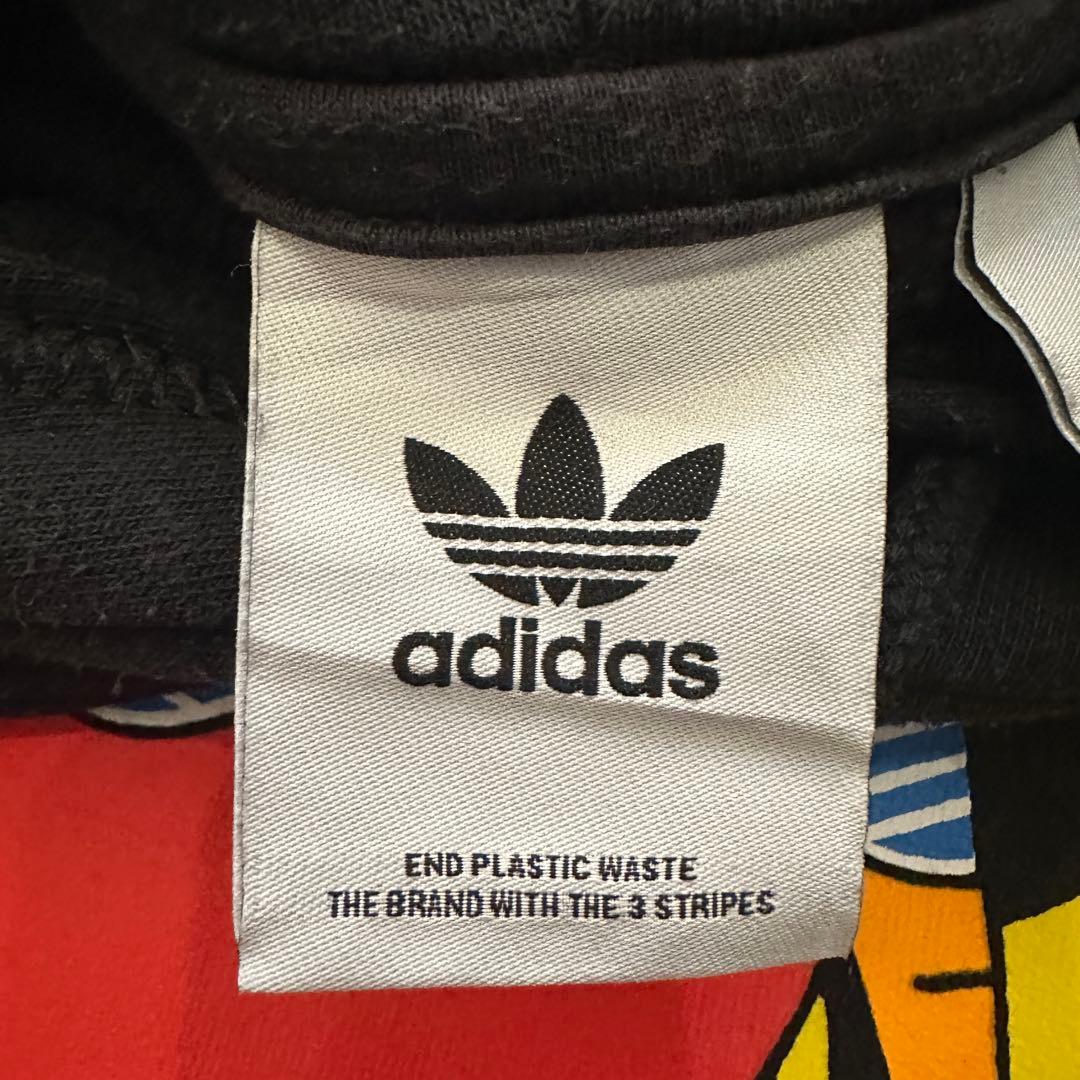 adidas
END PLASTIC WASTE
THE BRAND WITH THE 3 STRIPES